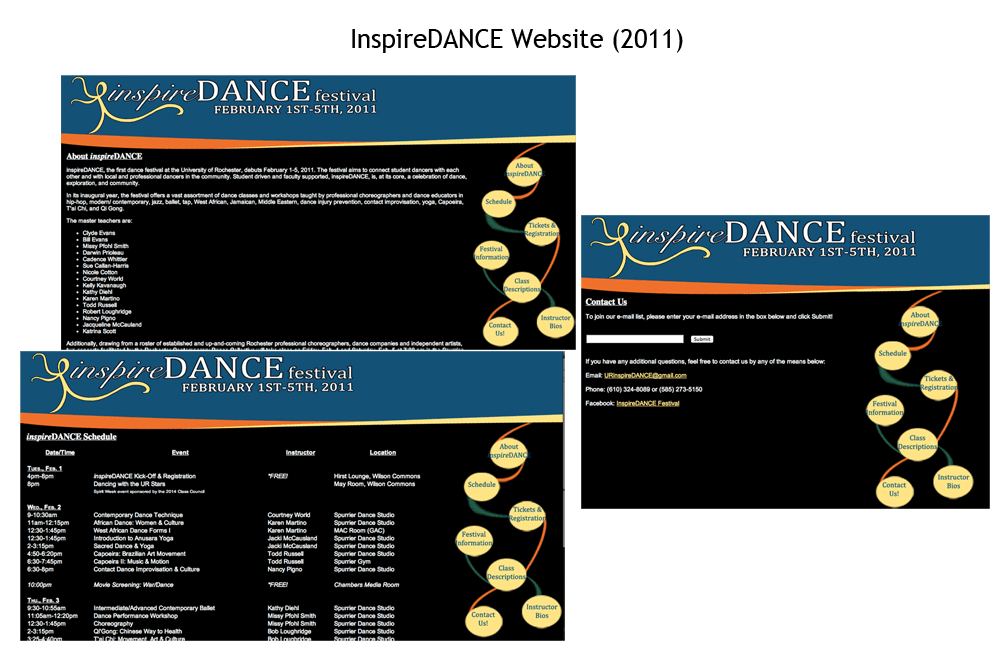 InspireDANCE Website (2011)
inspireDANCE festival
FEBRUARY 1ST-5TH, 2011
About inspireDANCE
InspireDANCE, the first dance festival at the University of Rochester, debuts February 1-5, 2011. The festival aims to connect student dancers with each
other and with local and professional dancers in the community. Student driven and faculty supported, inspireDANCE, is, at its core, a celebration of dance,
exploration, and community.
In its inaugural year, the festival offers a vast assortment of dance classes and workshops taught by professional choreographers and dance educators in
hip-hop, modern/ contemporary, jazz, ballet, tap, West African, Jamaican, Middle Eastern, dance injury prevention, contact improvisation, yoga, Capoeira,
T'ai Chi, and Qi Gong.
The master teachers are:
Clyde Evans
Bill Evans
Missy Pfohl Smith
Darwin Prioleau
Cadence Whittier
Sue Callan-Harris
Nicole Cotton
Courtney World
Kelly Kavanaugh
Kathy Diehl
Karen Martino
Todd Russell
Robert Loughridge
Nancy Pigno
Jacqueline McCausland
Katrina Scott
Additionally, drawing from a roster of established and up-and-coming Rochester professional choreographers, dance companies and independent artists,
About inspireDANCE
Schedule
Tickets & Registration
Festival Information
Class Descriptions
Instructor Bios
Contact Us!
inspireDANCE festival
FEBRUARY 1ST-5TH, 2011
Contact Us
To join our e-mail list, please enter your e-mail address in the box below and click Submit!
Submit
If you have any additional questions, feel free to contact us by any of the means below:
Email: URInspireDANCE@gmail.com
Phone: (610) 324-8089 or (585) 273-5150
Facebook: InspireDANCE Festival
About inspireDANCE
Schedule
Tickets & Registration
Festival Information
Class Descriptions
Instructor Bios
Contact Us!
inspireDANCE festival
FEBRUARY 1ST-5TH, 2011
inspireDANCE Schedule
Date/Time Event Instructor Location
Tues., Feb. 1
4pm-8pm inspireDANCE Kick-Off & Registration *FREE! Hirst Lounge, Wilson Commons
8pm Dancing with the UR Stars May Room, Wilson Commons
Spirit Week event sponsored by the 2014 Class Council
Wed., Feb. 2
9-10:30am Contemporary Dance Technique Courtney World Spurrier Dance Studio
11am-12:15pm African Dance: Women & Culture Karen Martino Spurrier Dance Studio
12:30-1:45pm West African Dance Forms I Karen Martino MAC Room (GAC)
12:30-1:45pm Introduction to Anusara Yoga Jacki McCausland Spurrier Dance Studio
2-3:15pm Sacred Dance & Yoga Jacki McCausland Spurrier Dance Studio
4:50-6:20pm Capoeira: Brazilian Art Movement Todd Russell Spurrier Dance Studio
6:30-7:45pm Capoeira II: Music & Motion Todd Russell Spurrier Gym
6:30-8pm Contact Dance Improvisation & Culture Nancy Pigno Spurrier Dance Studio
10:00pm Movie Screening: War/Dance *FREE! Chambers Media Room
Thu., Feb. 3
9:30-10:55am Intermediate/Advanced Contemporary Ballet Kathy Diehl Spurrier Dance Studio
11:05am-12:20pm Dance Performance Workshop Missy Pfohl Smith Spurrier Dance Studio
12:30-1:45pm Choreography Missy Pfohl Smith Spurrier Dance Studio
2-3:15pm Qi'Gong: Chinese Way to Health Bob Loughridge Spurrier Dance Studio
3:25-4:40pm T'ai Chi: Movement, Art & Culture Bob Loughridge Spurrier Dance Studio
About inspireDANCE
Schedule
Tickets & Registration
Festival Information
Class Descriptions
Instructor Bios
Contact Us!